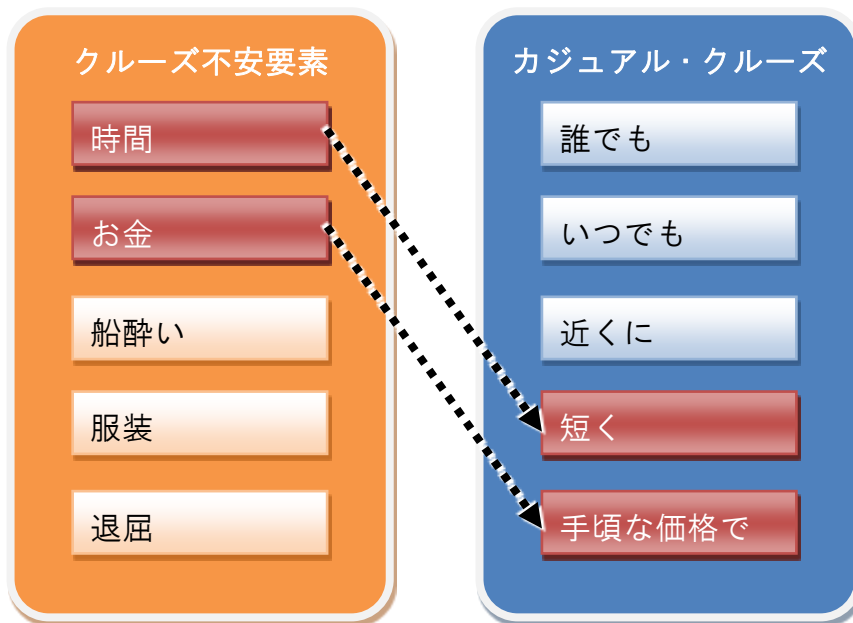 クルーズ不安要素
時間
お金
船酔い
服装
退屈
カジュアル・クルーズ
誰でも
いつでも
近くに
短く
手頃な価格で